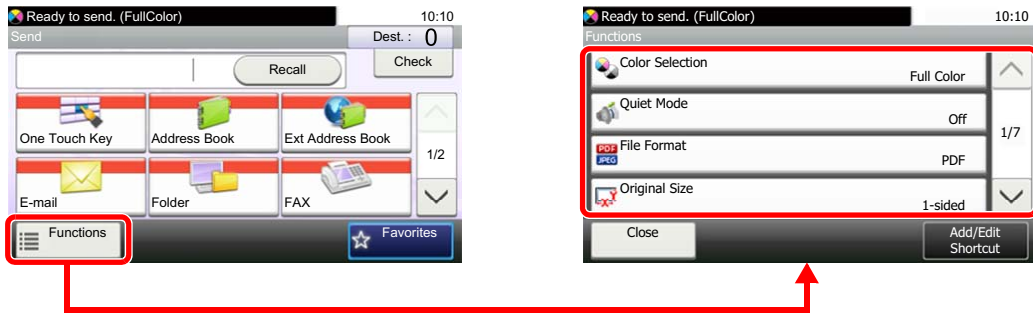 Ready to send. (FullColor) 10:10
Send Dest. : 0
Recall Check
One Touch Key Address Book Ext Address Book
1/2
E-mail Folder FAX
Functions Favorites
Ready to send. (FullColor) 10:10
Functions
Color Selection
Full Color
Quiet Mode
Off
1/7
PDF File Format
JPEG
PDF
Original Size
1-sided
Close Add/Edit
Shortcut